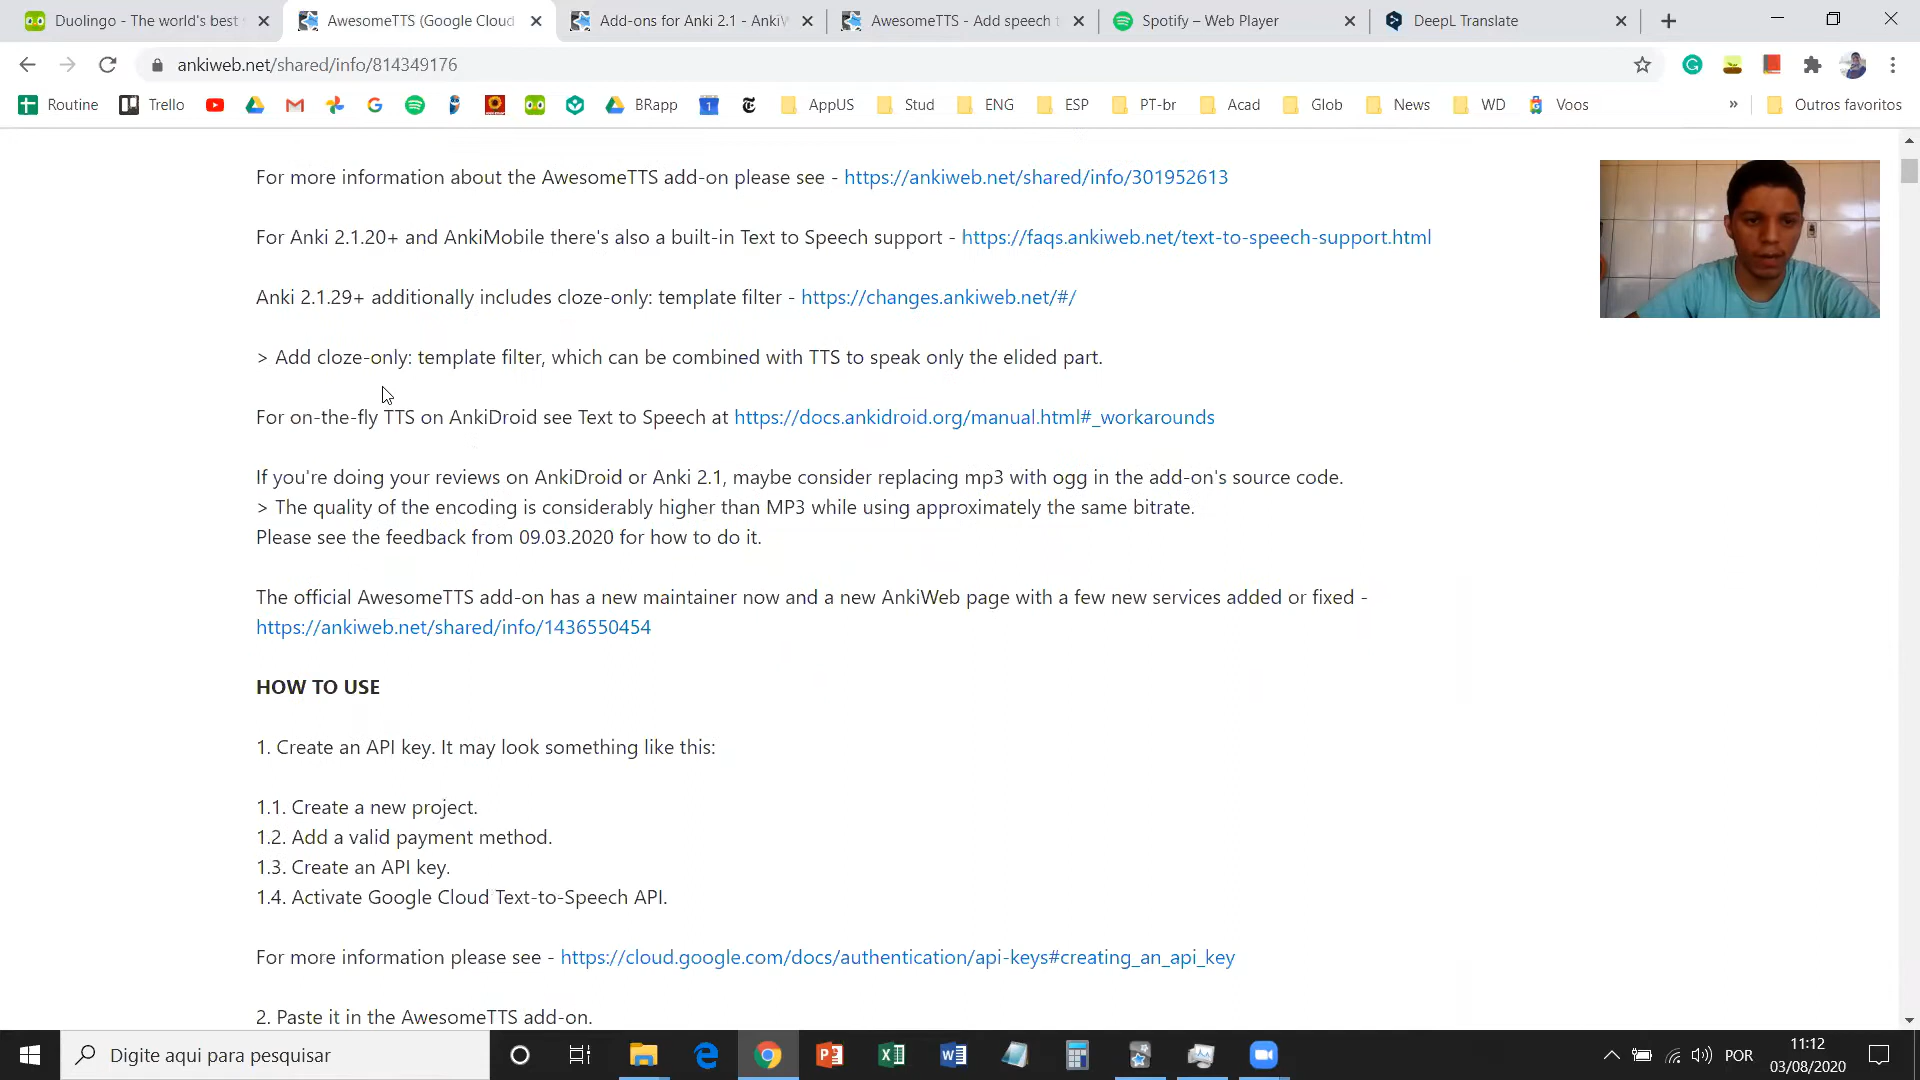 Duolingo - The world's best
AwesomeTTS (Google Cloud
Add-ons for Anki 2.1 - AnkiW
AwesomeTTS - Add speech t
Spotify – Web Player
DeepL Translate
ankiweb.net/shared/info/814349176
Routine
Trello
BRapp
AppUS
Stud
ENG
ESP
PT-br
Acad
Glob
News
WD
Voos
»
Outros favoritos
For more information about the AwesomeTTS add-on please see - https://ankiweb.net/shared/info/301952613
For Anki 2.1.20+ and AnkiMobile there's also a built-in Text to Speech support - https://faqs.ankiweb.net/text-to-speech-support.html
Anki 2.1.29+ additionally includes cloze-only: template filter - https://changes.ankiweb.net/#/
> Add cloze-only: template filter, which can be combined with TTS to speak only the elided part.
For on-the-fly TTS on AnkiDroid see Text to Speech at https://docs.ankidroid.org/manual.html#_workarounds
If you're doing your reviews on AnkiDroid or Anki 2.1, maybe consider replacing mp3 with ogg in the add-on's source code.
> The quality of the encoding is considerably higher than MP3 while using approximately the same bitrate.
Please see the feedback from 09.03.2020 for how to do it.
The official AwesomeTTS add-on has a new maintainer now and a new AnkiWeb page with a few new services added or fixed -
https://ankiweb.net/shared/info/1436550454
HOW TO USE
1. Create an API key. It may look something like this:
1.1. Create a new project.
1.2. Add a valid payment method.
1.3. Create an API key.
1.4. Activate Google Cloud Text-to-Speech API.
For more information please see - https://cloud.google.com/docs/authentication/api-keys#creating_an_api_key
2. Paste it in the AwesomeTTS add-on.
Digite aqui para pesquisar
POR
11:12
03/08/2020